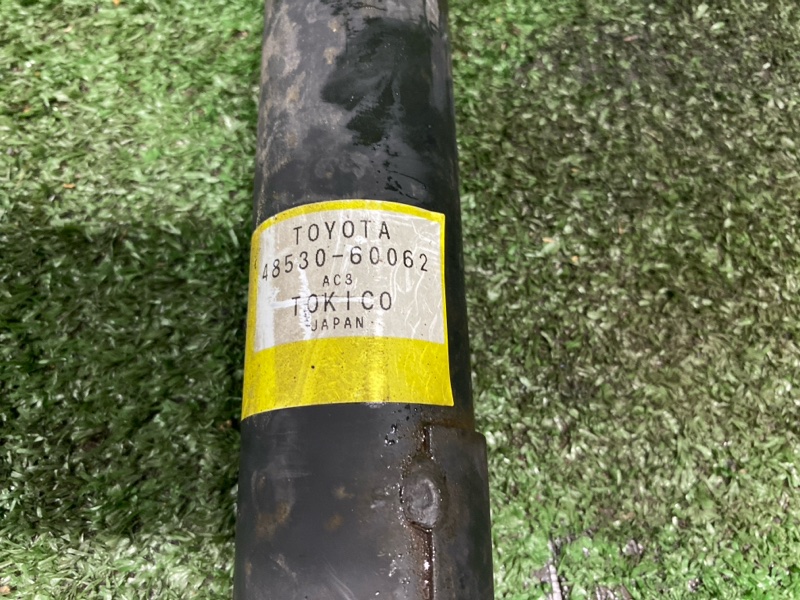 TOYOTA
48530-60062
AC3
TOKICO
JAPAN